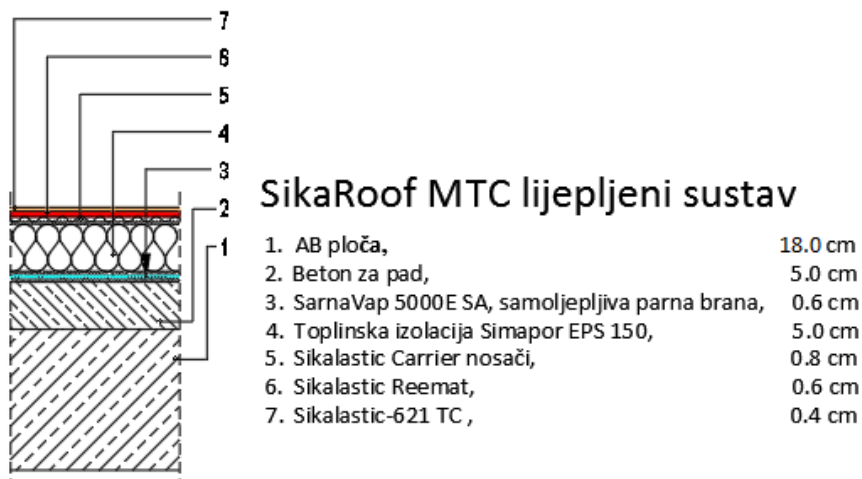 7
6
5
4
3
2
1
SikaRoof MTC lijepljeni sustav
1. AB ploča, 18.0 cm
2. Beton za pad, 5.0 cm
3. SarnaVap 5000E SA, samoljepljiva parna brana, 0.6 cm
4. Toplinska izolacija Simapor EPS 150, 5.0 cm
5. Sikalastic Carrier nosači, 0.8 cm
6. Sikalastic Reemat, 0.6 cm
7. Sikalastic-621 TC , 0.4 cm